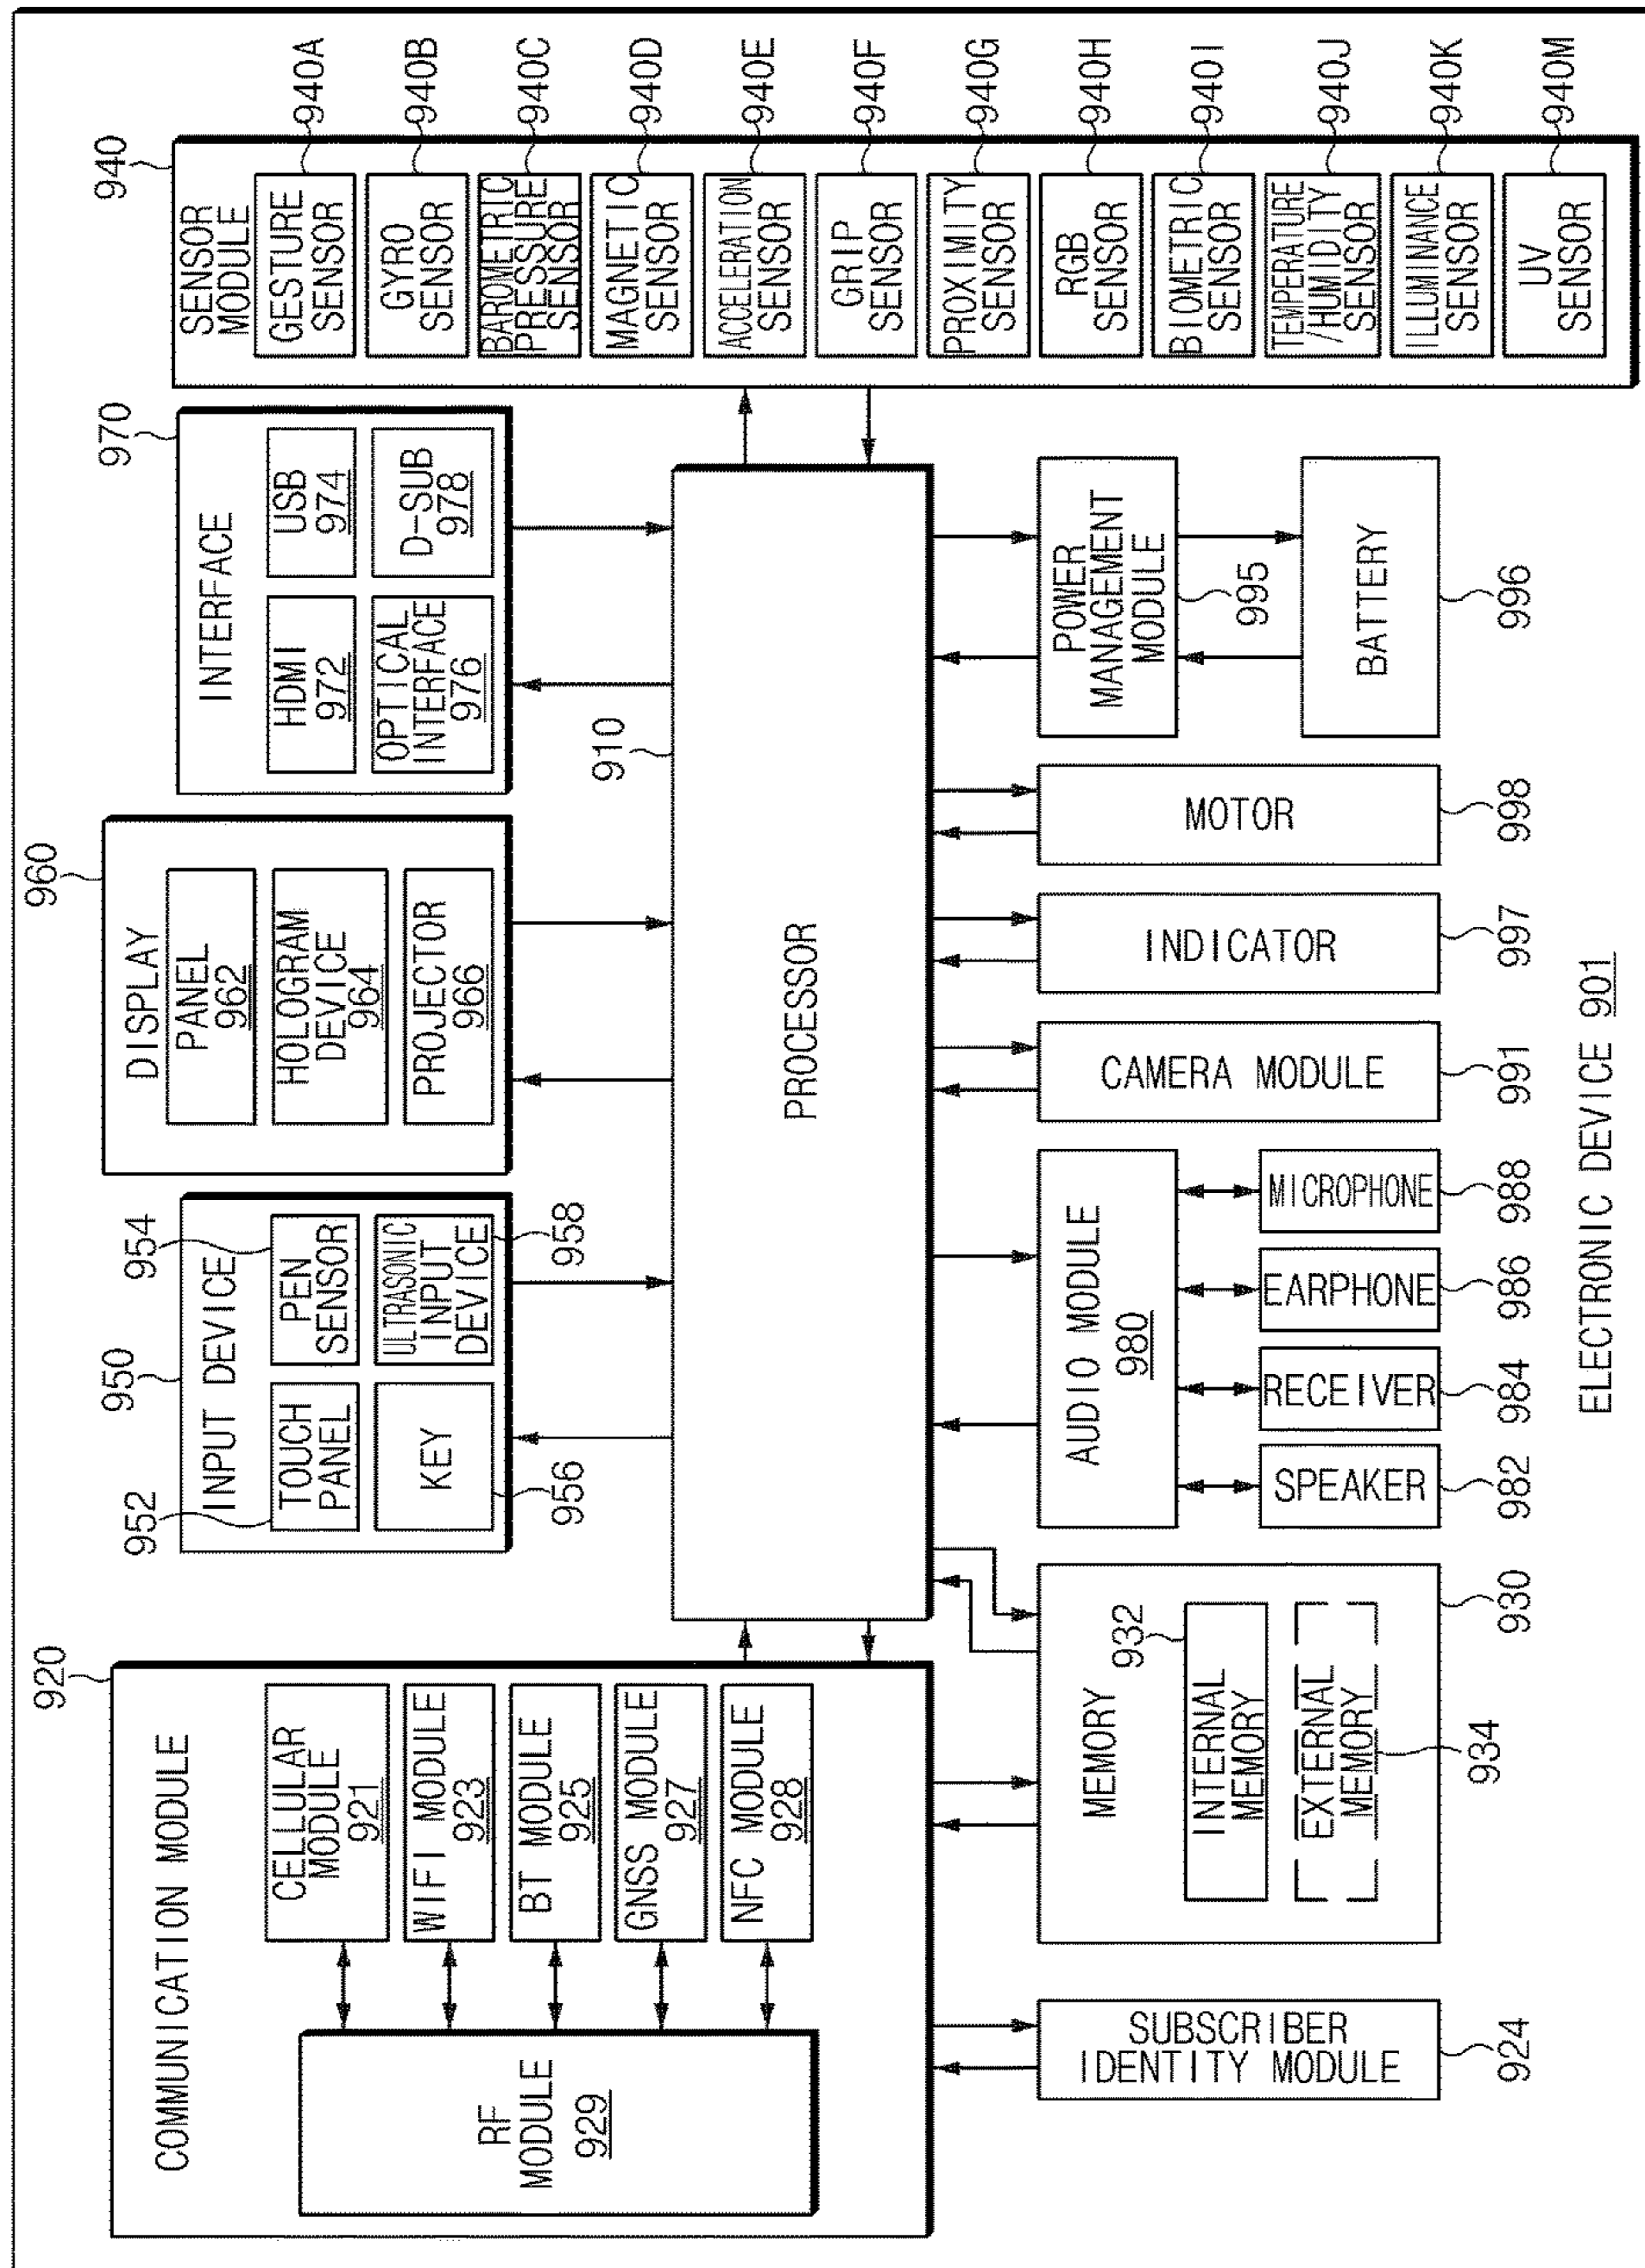 920
COMMUNICATION MODULE
CELLULAR
MODULE
921
WIFI MODULE
923
BT MODULE
925
GNSS MODULE
927
NFC MODULE
928
RF
MODULE
929
950
INPUT DEVICE
952
TOUCH
PANEL
954
PEN
SENSOR
KEY
956
ULTRASONIC
INPUT
DEVICE
958
960
DISPLAY
PANEL
962
HOLOGRAM
DEVICE
964
PROJECTOR
966
970
INTERFACE
HDMI
972
USB
974
OPTICAL
INTERFACE
976
D-SUB
978
940
SENSOR
MODULE
GESTURE
SENSOR
940A
GYRO
SENSOR
940B
BAROMETRIC
PRESSURE
SENSOR
940C
MAGNETIC
SENSOR
940D
ACCELERATION
SENSOR
940E
GRIP
SENSOR
940F
PROXIMITY
SENSOR
940G
RGB
SENSOR
940H
BIOMETRIC
SENSOR
940I
TEMPERATURE
/HUMIDITY
SENSOR
940J
ILLUMINANCE
SENSOR
940K
UV
SENSOR
940M
910
PROCESSOR
SUBSCRIBER
IDENTITY MODULE
924
MEMORY
932
INTERNAL
MEMORY
EXTERNAL
MEMORY
934
930
AUDIO MODULE
980
SPEAKER
982
RECEIVER
984
EARPHONE
986
MICROPHONE
988
CAMERA MODULE
991
INDICATOR
997
MOTOR
998
POWER
MANAGEMENT
MODULE
995
BATTERY
996
ELECTRONIC DEVICE 901